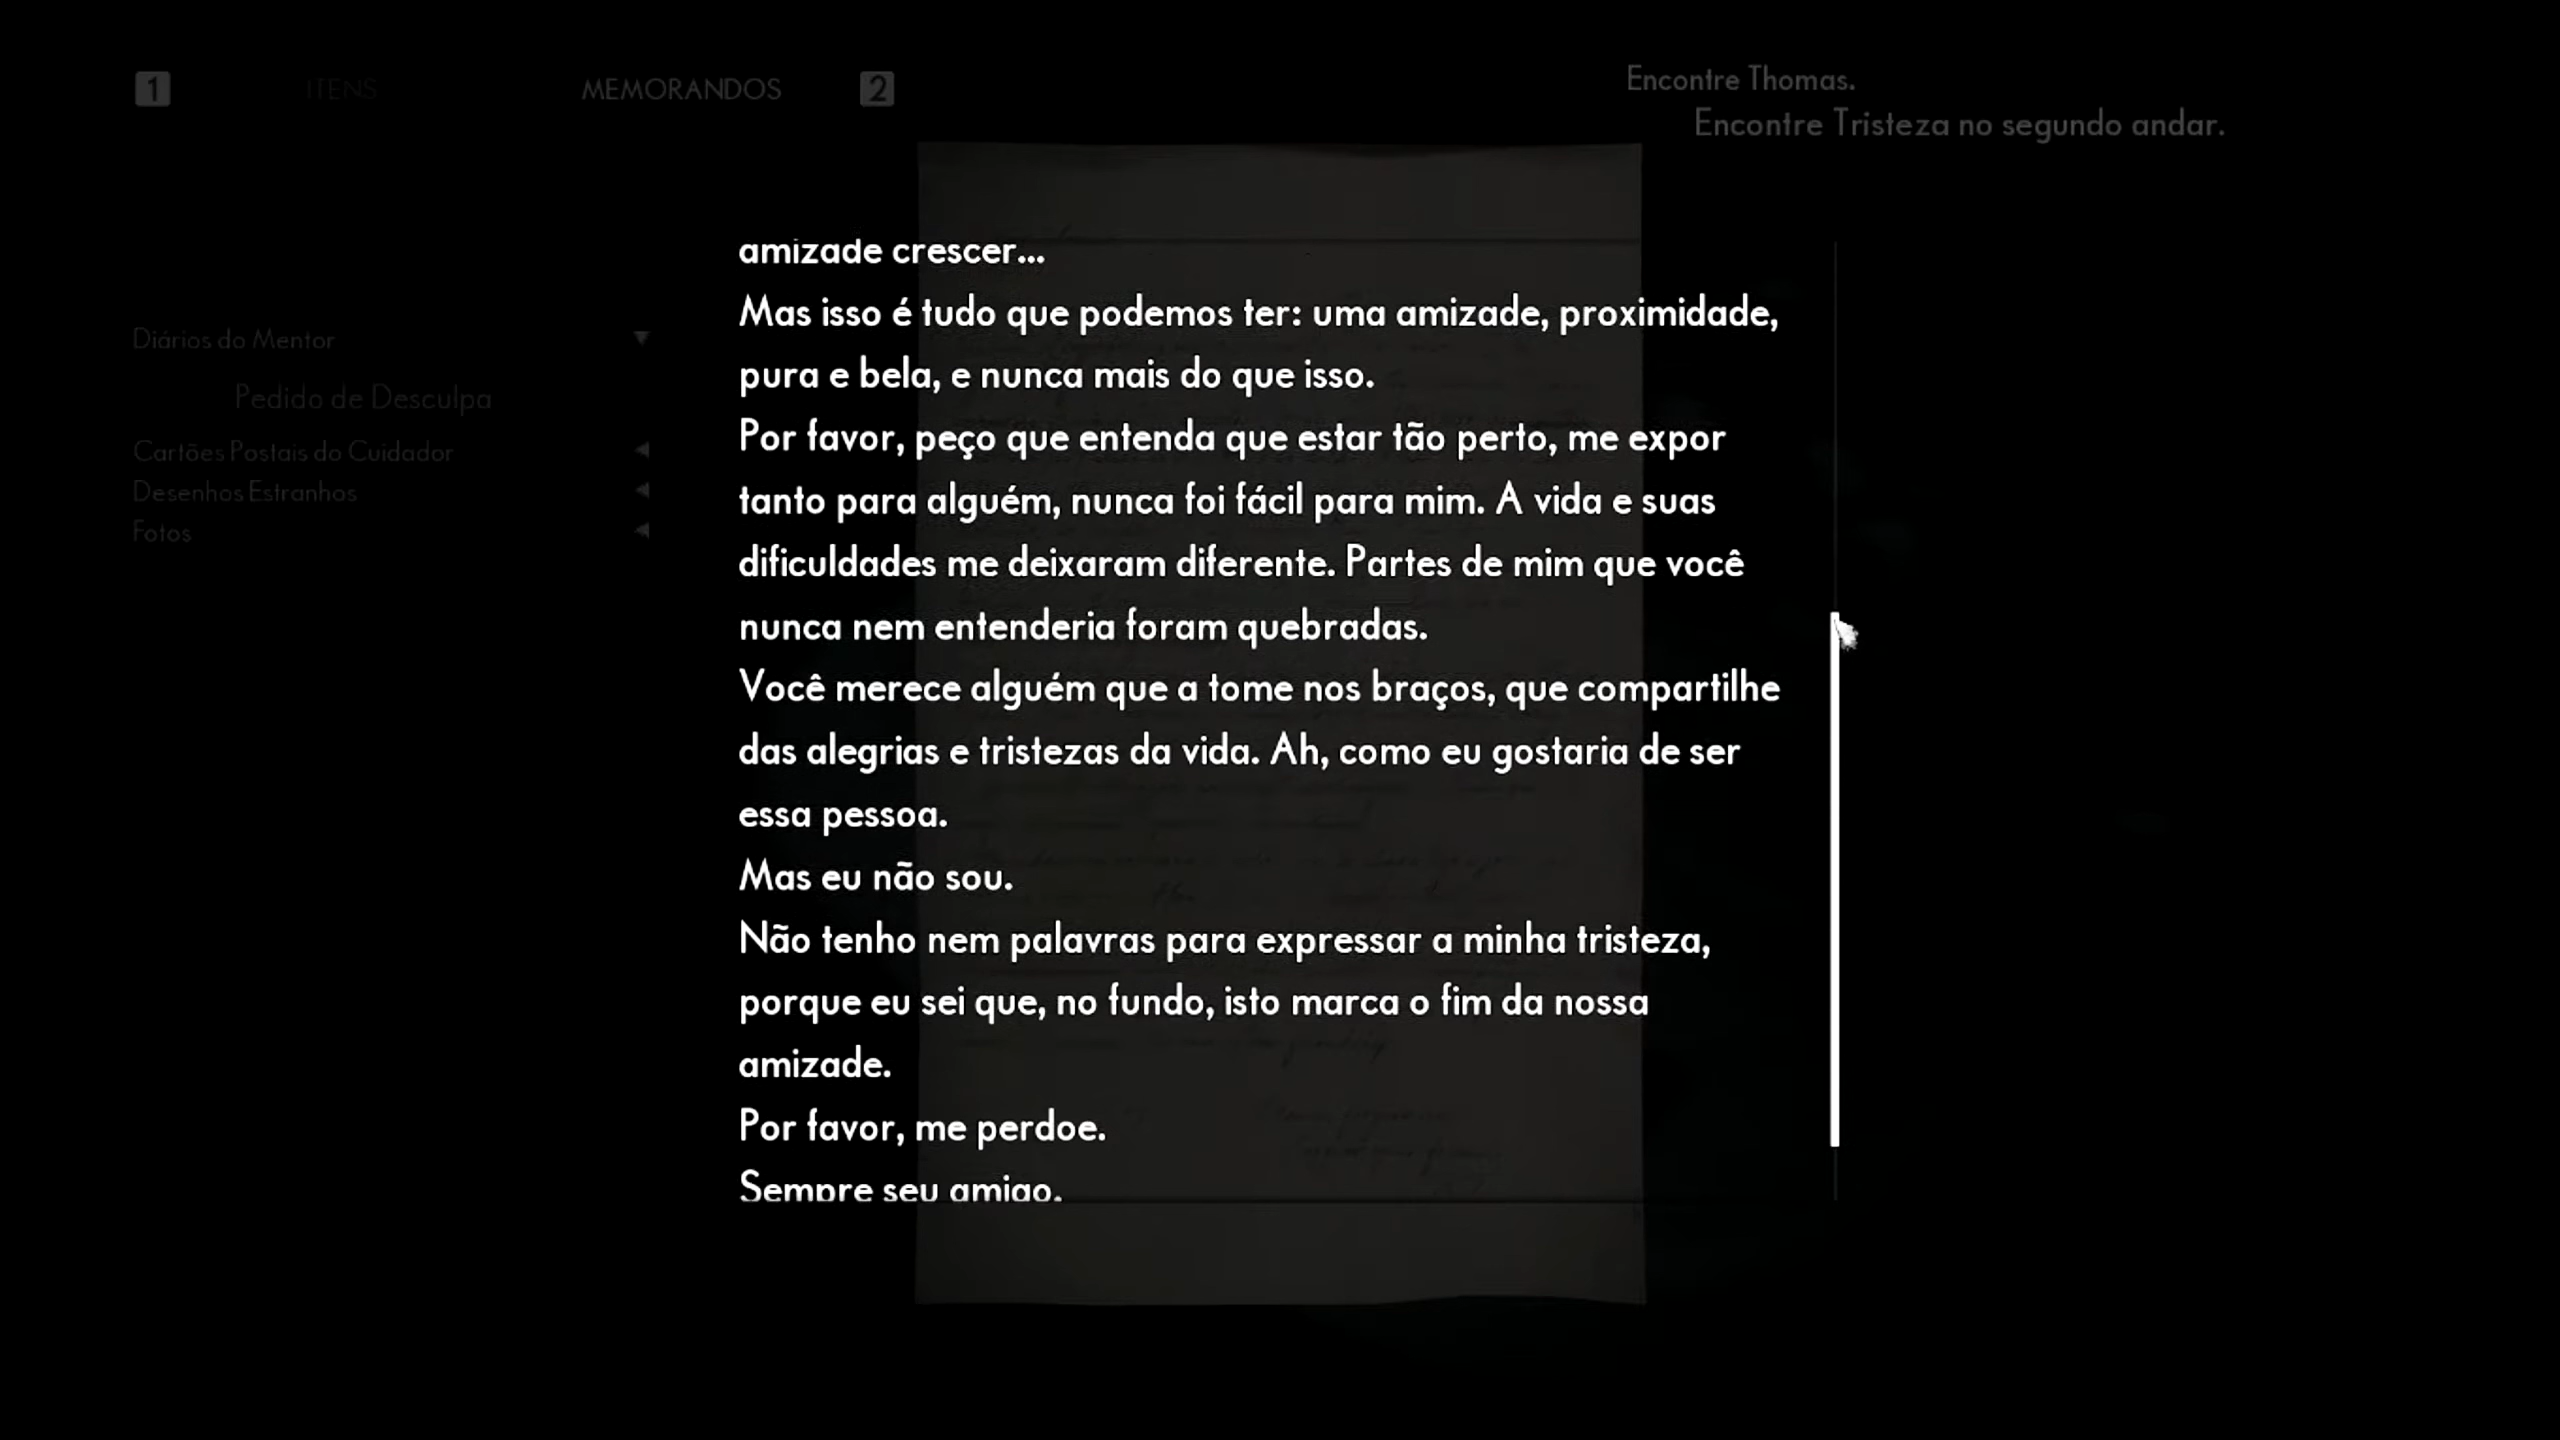 1 ITENS MEMORANDOS 2
Encontre Thomas.
Encontre Tristeza no segundo andar.
Diários do Mentor
Pedido de Desculpa
Cartões Postais do Cuidador
Desenhos Estranhos
Fotos
amizade crescer...
Mas isso é tudo que podemos ter: uma amizade, proximidade,
pura e bela, e nunca mais do que isso.
Por favor, peço que entenda que estar tão perto, me expor
tanto para alguém, nunca foi fácil para mim. A vida e suas
dificuldades me deixaram diferente. Partes de mim que você
nunca nem entenderia foram quebradas.
Você merece alguém que a tome nos braços, que compartilhe
das alegrias e tristezas da vida. Ah, como eu gostaria de ser
essa pessoa.
Mas eu não sou.
Não tenho nem palavras para expressar a minha tristeza,
porque eu sei que, no fundo, isto marca o fim da nossa
amizade.
Por favor, me perdoe.
Sempre seu amigo,